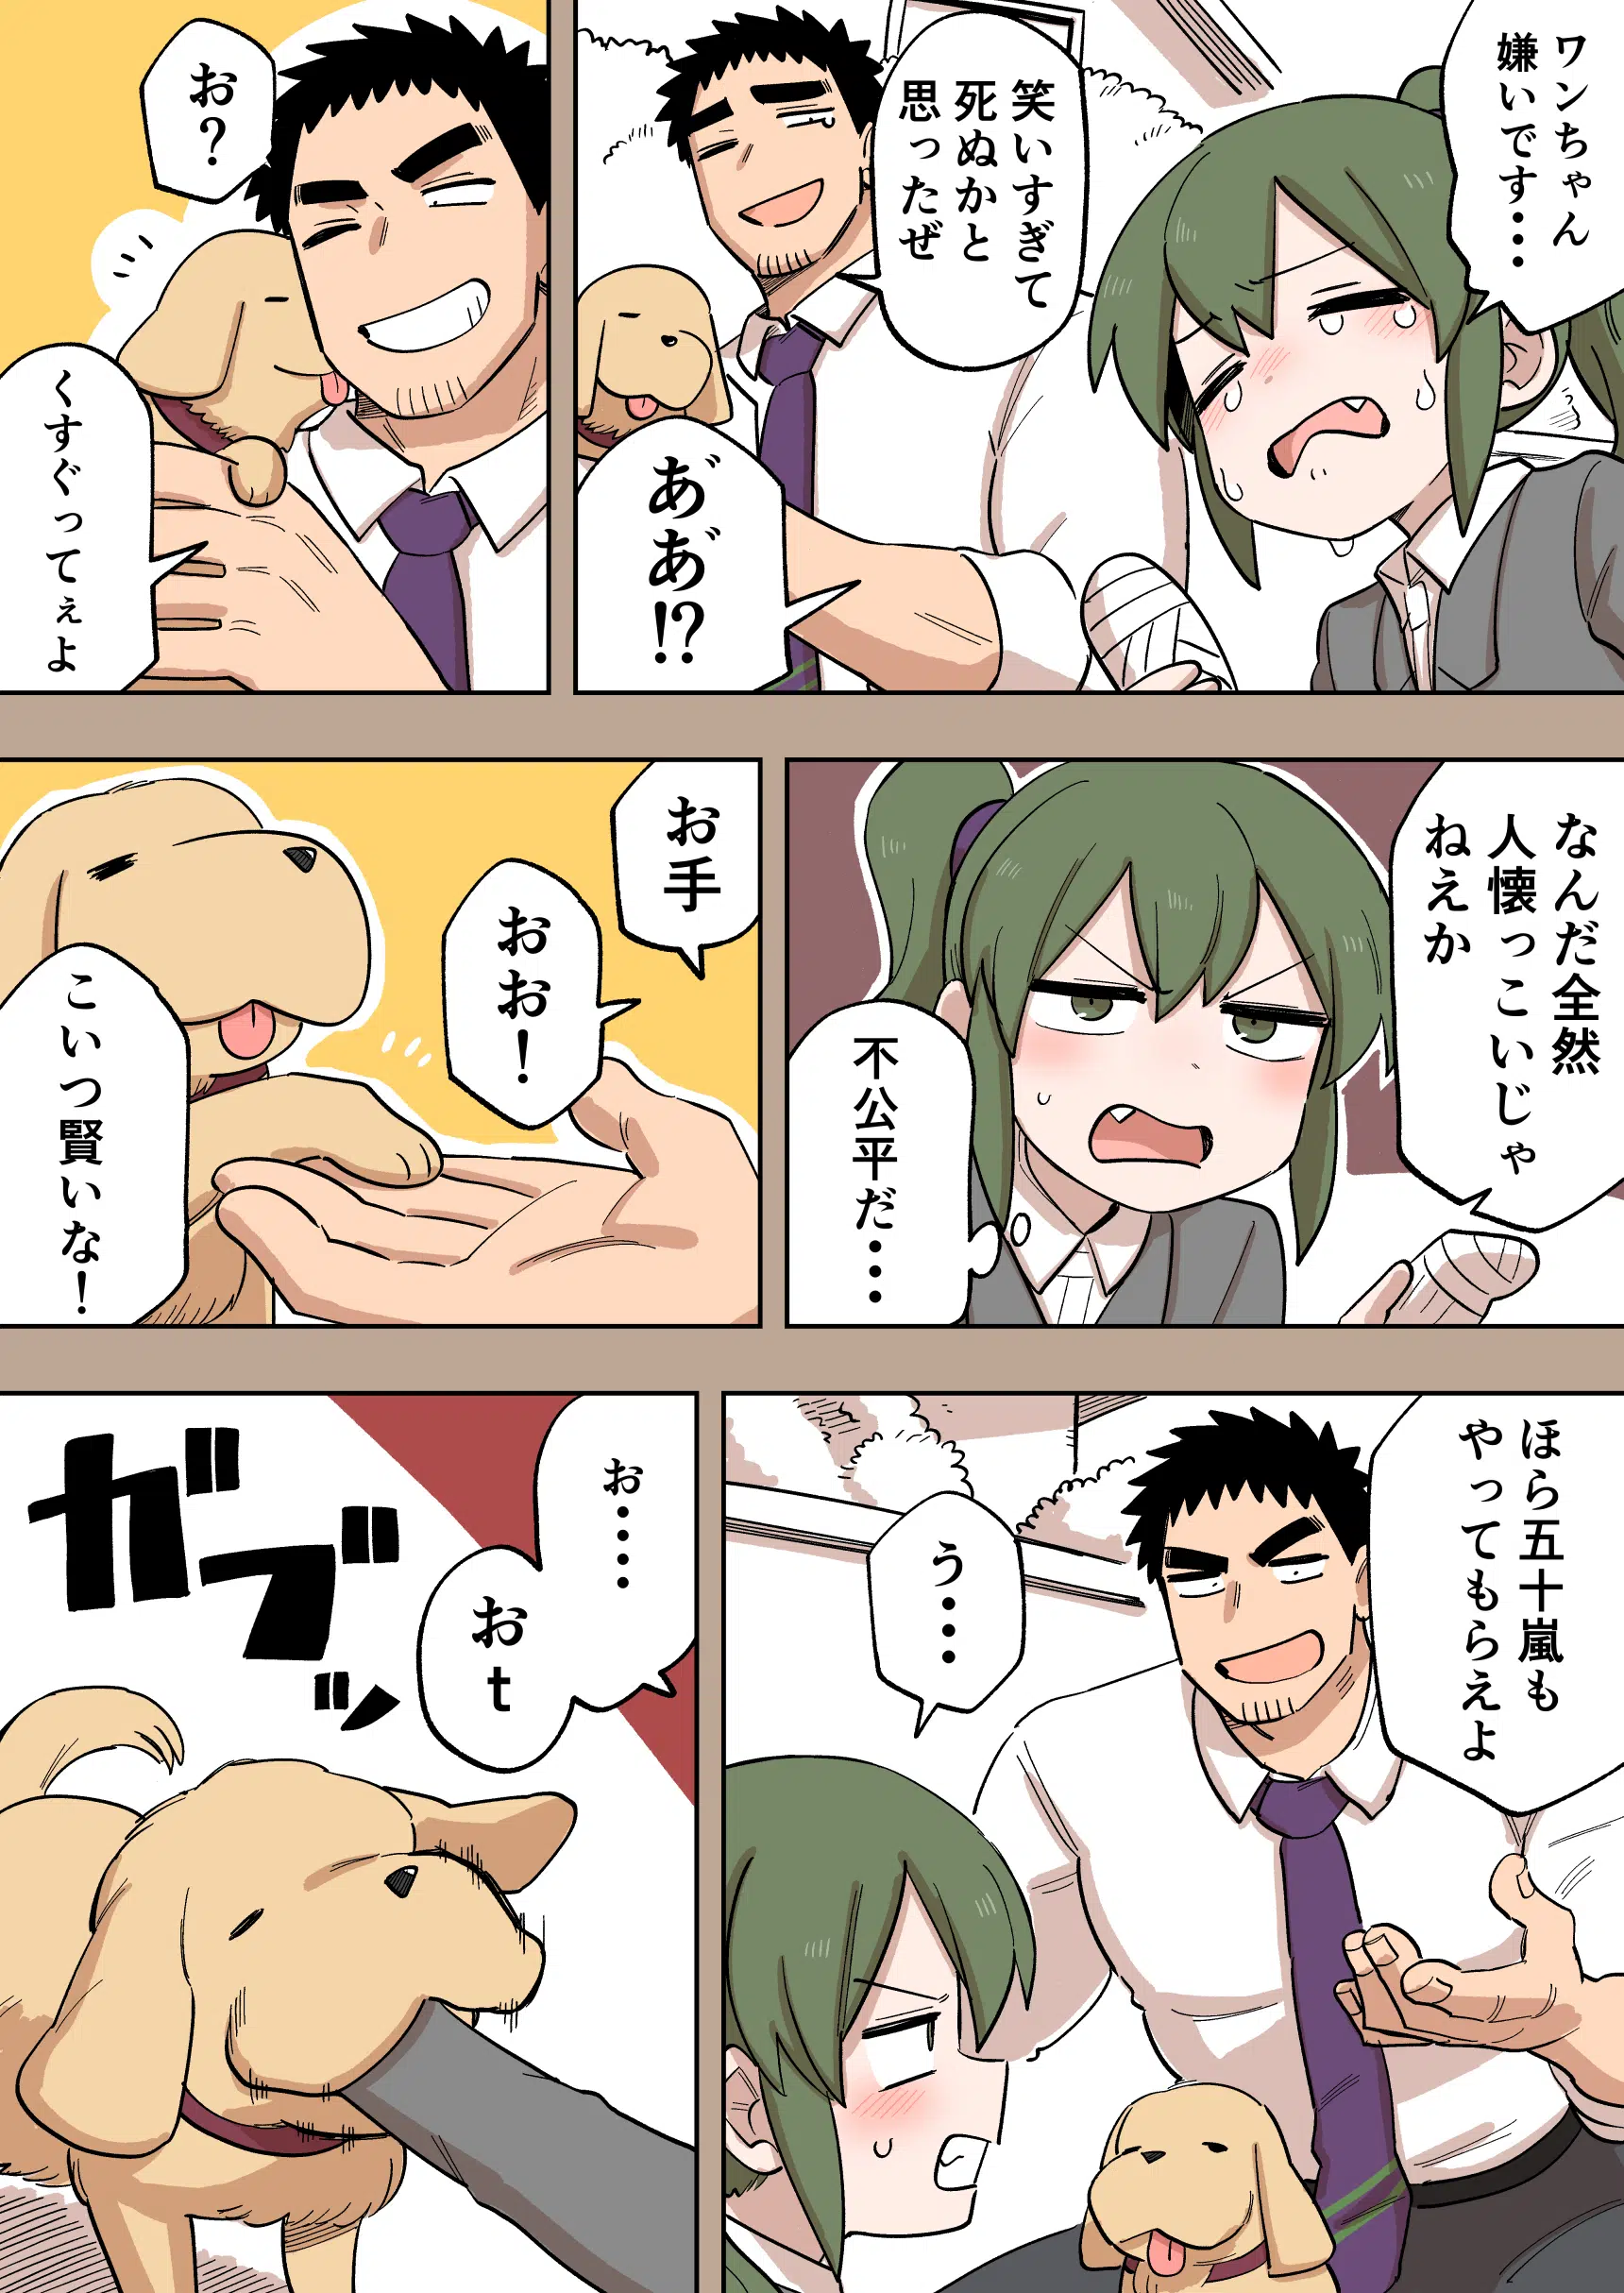 ワンちゃん
嫌いです・・・
笑いすぎて
死ぬかと
思ったぜ
あ゛あ゛!?
お?
くすぐってぇよ
なんだ全然
人懐っこいじゃ
ねえか
不公平だ・・・
お手
おお!
こいつ賢いな!
ほら五十嵐も
やってもらえよ
う・・・
ぉ・・・・
おt
ガブッ